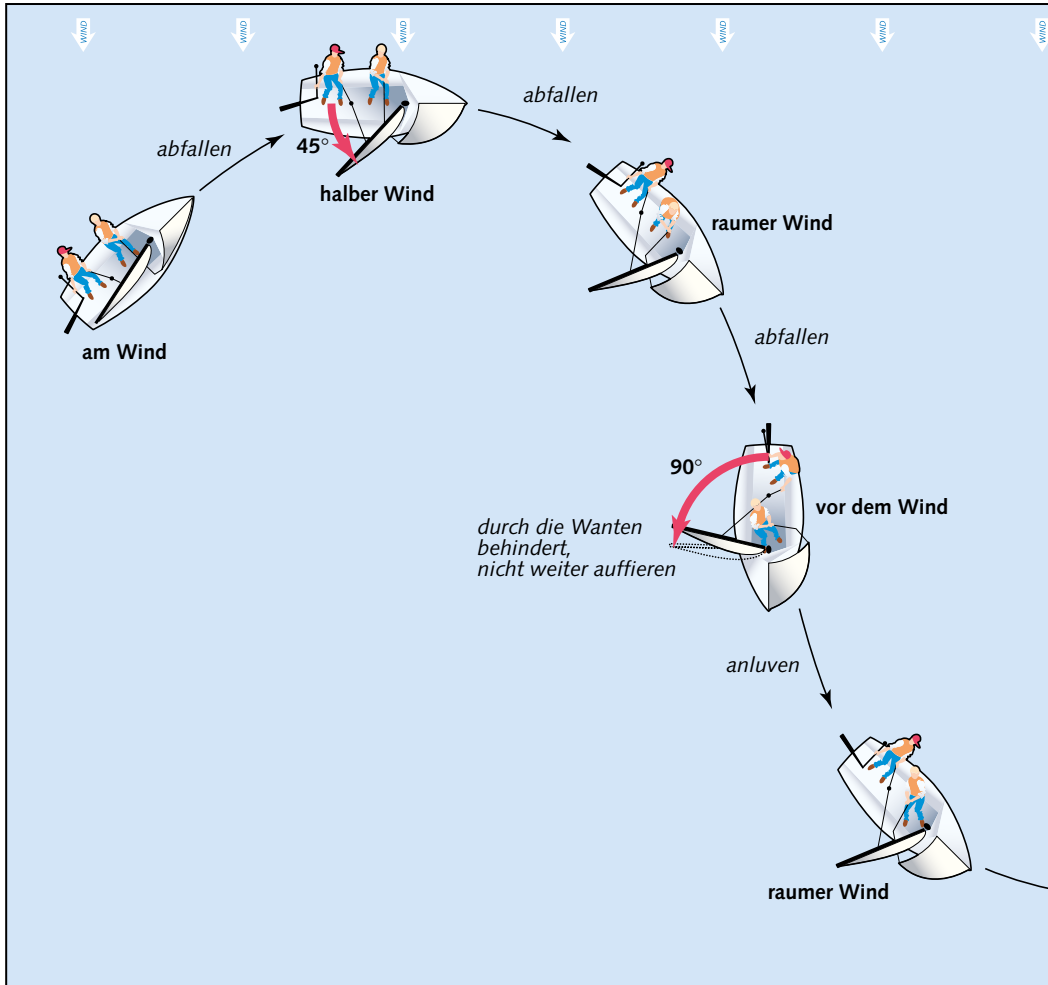 WIND WIND WIND WIND WIND WIND WIND
abfallen
abfallen
45°
halber Wind
raumer Wind
am Wind
abfallen
90°
vor dem Wind
durch die Wanten
behindert,
nicht weiter auffieren
anluven
raumer Wind